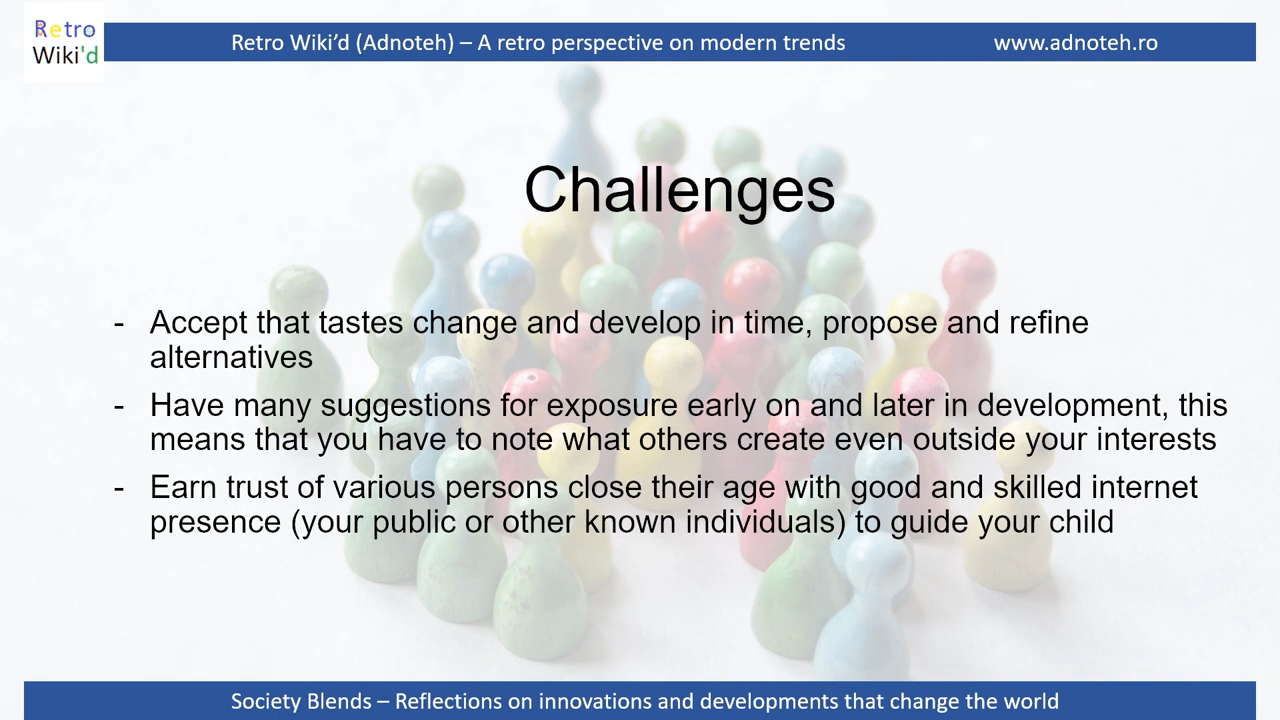 Retro
Wiki'd
Retro Wiki’d (Adnoteh) – A retro perspective on modern trends www.adnoteh.ro
Challenges
- Accept that tastes change and develop in time, propose and refine
alternatives
- Have many suggestions for exposure early on and later in development, this
means that you have to note what others create even outside your interests
- Earn trust of various persons close their age with good and skilled internet
presence (your public or other known individuals) to guide your child
Society Blends – Reflections on innovations and developments that change the world